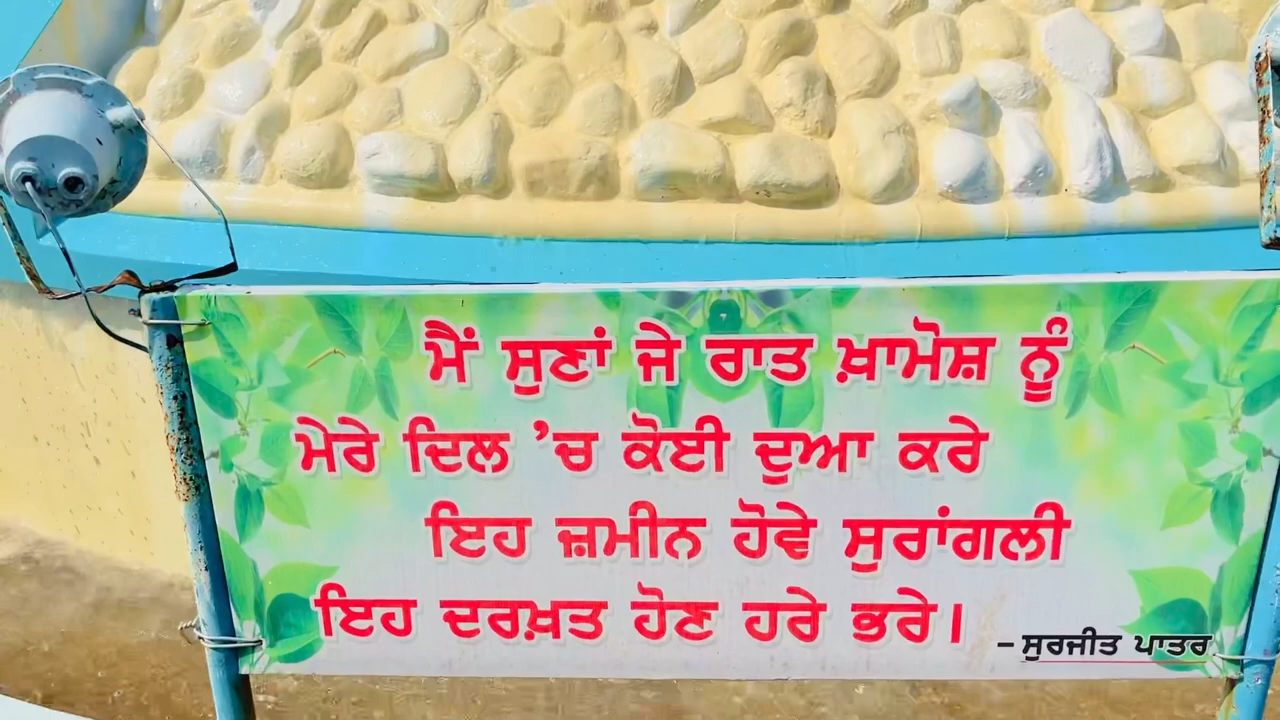 ਮੈਂ ਸੁਣਾਂ ਜੇ ਰਾਤ ਖ਼ਾਮੋਸ਼ ਨੂੰ
ਮੇਰੇ ਦਿਲ ’ਚ ਕੋਈ ਦੁਆ ਕਰੇ
ਇਹ ਜ਼ਮੀਨ ਹੋਵੇ ਸੁਰਾਂਗਲੀ
ਇਹ ਦਰਖ਼ਤ ਹੋਣ ਹਰੇ ਭਰੇ।
– ਸੁਰਜੀਤ ਪਾਤਰ